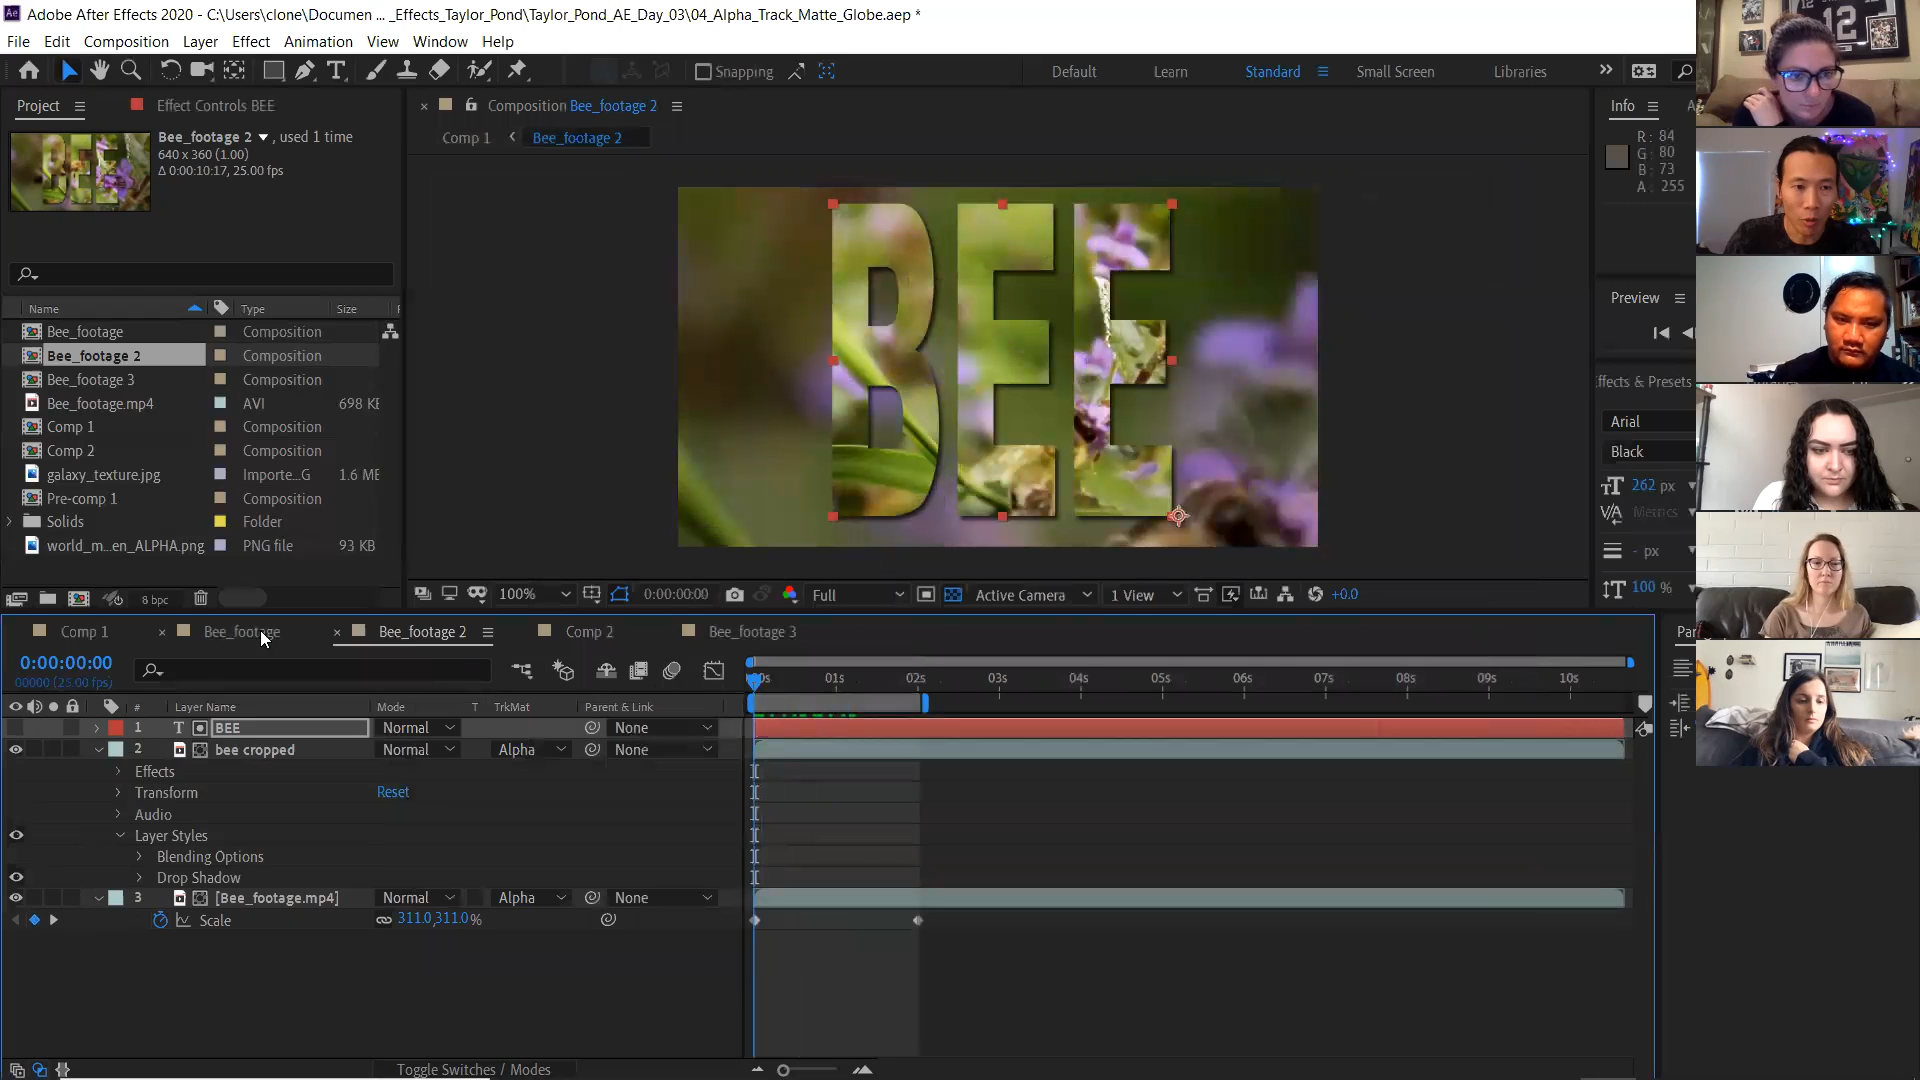 Ae Adobe After Effects 2020 - C:\Users\clone\Documen ... _Effects_Taylor_Pond\Taylor_Pond_AE_Day_03\04_Alpha_Track_Matte_Globe.aep *
File Edit Composition Layer Effect Animation View Window Help
Snapping Default Learn Standard Small Screen Libraries
Project Effect Controls BEE
Bee_footage 2 , used 1 time
640 x 360 (1.00)
Δ 0:00:10:17, 25.00 fps
Name Type Size
Bee_footage Composition
Bee_footage 2 Composition
Bee_footage 3 Composition
Bee_footage.mp4 AVI 698 KE
Comp 1 Composition
Comp 2 Composition
galaxy_texture.jpg Importe...G 1.6 ME
Pre-comp 1 Composition
Solids Folder
world_m...en_ALPHA.png PNG file 93 KB
8 bpc
Composition Bee_footage 2
Comp 1 Bee_footage 2
BEE
100% 0:00:00:00 Full Active Camera 1 View +0.0
Info
R: 84
G: 80
B: 73
A: 255
Preview
Effects & Presets
Arial
Black
262 px
Metrics
- px
100 %
12 12
Comp 1 Bee_footage Bee_footage 2 Comp 2 Bee_footage 3
0:00:00:00
00000 (25.00 fps)
00s 01s 02s 03s 04s 05s 06s 07s 08s 09s 10s
# Layer Name Mode T TrkMat Parent & Link
1 T BEE Normal None
2 bee cropped Normal Alpha None
Effects
Transform Reset
Audio
Layer Styles
Blending Options
Drop Shadow
3 [Bee_footage.mp4] Normal Alpha None
Scale 311.0,311.0%
Toggle Switches / Modes